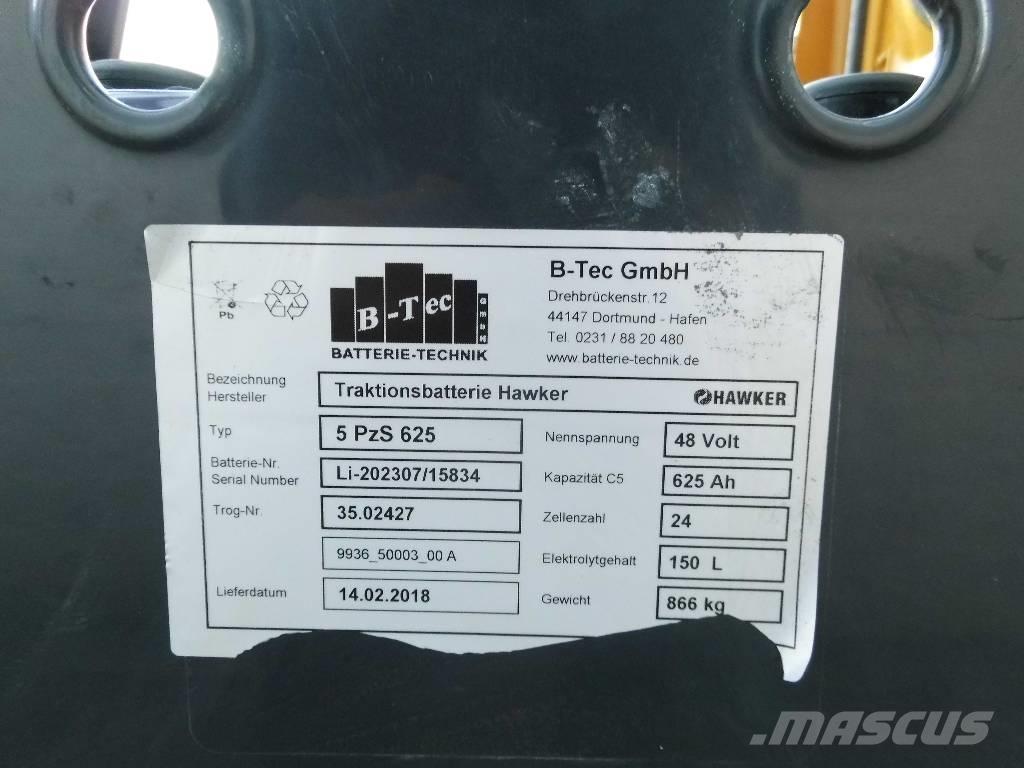 Pb
B-Tec GmbH
BATTERIE-TECHNIK
B-Tec GmbH
Drehbrückenstr.12
44147 Dortmund - Hafen
Tel. 0231 / 88 20 480
www.batterie-technik.de
Bezeichnung
Hersteller
Traktionsbatterie Hawker
HAWKER
Typ
5 PzS 625
Nennspannung
48 Volt
Batterie-Nr.
Serial Number
Li-202307/15834
Kapazität C5
625 Ah
Trog-Nr.
35.02427
Zellenzahl
24
9936_50003_00 A
Elektrolytgehalt
150 L
Lieferdatum
14.02.2018
Gewicht
866 kg
MASCUS